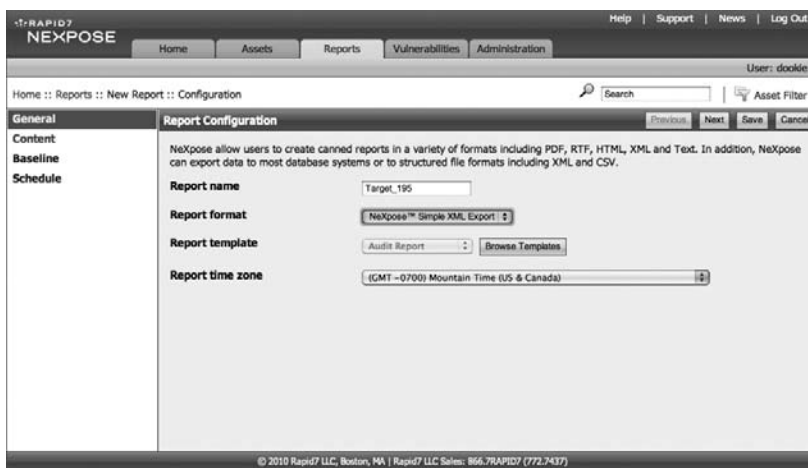 RAPID7
NEXPOSE
Help | Support | News | Log Out
Home Assets Reports Vulnerabilities Administration
User: dookie
Home :: Reports :: New Report :: Configuration
Search
Asset Filter
General
Content
Baseline
Schedule
Report Configuration
Previous Next Save Cance
NeXpose allow users to create canned reports in a variety of formats including PDF, RTF, HTML, XML and Text. In addition, NeXpose
can export data to most database systems or to structured file formats including XML and CSV.
Report name Target_195
Report format NeXpose™ Simple XML Export
Report template Audit Report Browse Templates
Report time zone (GMT -0700) Mountain Time (US & Canada)
© 2010 Rapid7 LLC, Boston, MA | Rapid7 LLC Sales: 866.7RAPID7 (772.7437)